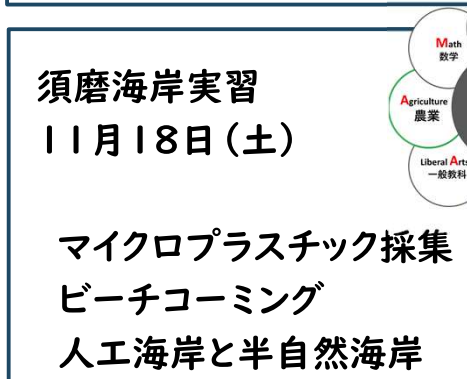 須磨海岸実習
11月18日(土)
マイクロプラスチック採集
ビーチコーミング
人工海岸と半自然海岸
Math
数学
Agriculture
農業
Liberal Arts
一般教科